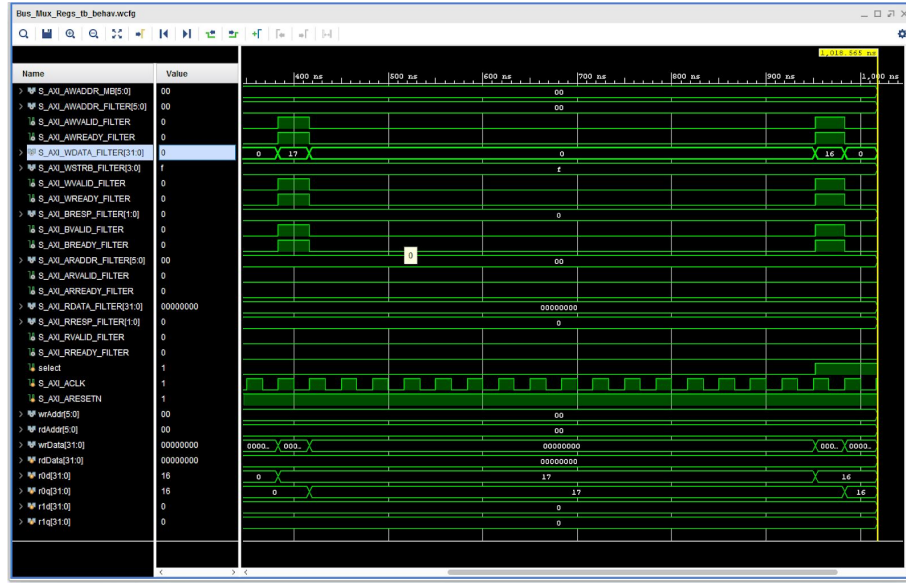 Bus_Mux_Regs_tb_behav.wcfg
1,018.565 ns
Name Value 400 ns 500 ns 600 ns 700 ns 800 ns 900 ns 1,000 ns
S_AXI_AWADDR_MB[5:0] 00 00
S_AXI_AWADDR_FILTER[5:0] 00 00
S_AXI_AWVALID_FILTER 0
S_AXI_AWREADY_FILTER 0
S_AXI_WDATA_FILTER[31:0] 0 0 17 0 16 0
S_AXI_WSTRB_FILTER[3:0] f f
S_AXI_WVALID_FILTER 0
S_AXI_WREADY_FILTER 0
S_AXI_BRESP_FILTER[1:0] 0 0
S_AXI_BVALID_FILTER 0
S_AXI_BREADY_FILTER 0
0
S_AXI_ARADDR_FILTER[5:0] 00 00
S_AXI_ARVALID_FILTER 0
S_AXI_ARREADY_FILTER 0
S_AXI_RDATA_FILTER[31:0] 00000000 00000000
S_AXI_RRESP_FILTER[1:0] 0 0
S_AXI_RVALID_FILTER 0
S_AXI_RREADY_FILTER 0
select 1
S_AXI_ACLK 1
S_AXI_ARESETN 1
wrAddr[5:0] 00 00
rdAddr[5:0] 00 00
wrData[31:0] 00000000 0000… 000… 00000000 000… 0000…
rdData[31:0] 00000000 00000000
r0d[31:0] 16 0 17 16
r0q[31:0] 16 0 17 16
r1d[31:0] 0 0
r1q[31:0] 0 0